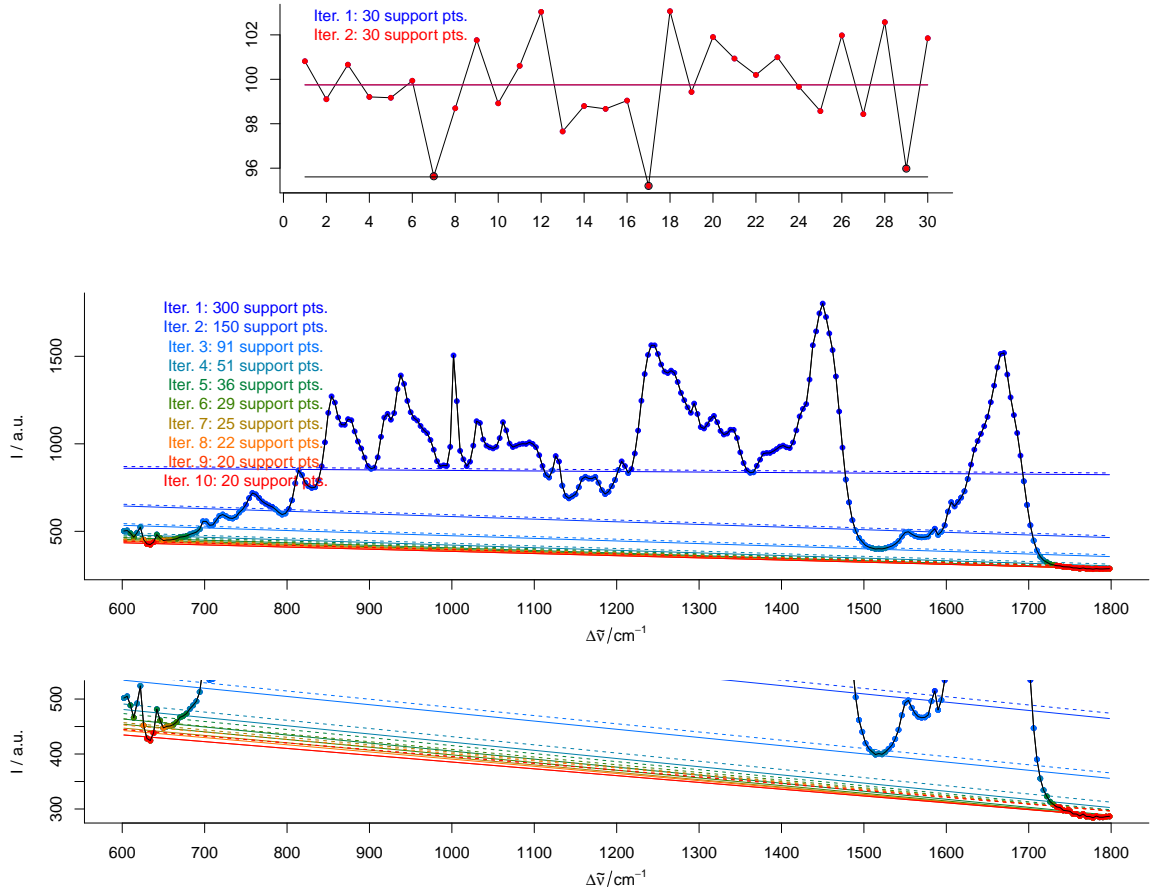 Iter. 1: 30 support pts.
Iter. 2: 30 support pts.
102
100
98
96
0 2 4 6 8 10 12 14 16 18 20 22 24 26 28 30
I / a.u.
1500
1000
500
Iter. 1: 300 support pts.
Iter. 2: 150 support pts.
Iter. 3: 91 support pts.
Iter. 4: 51 support pts.
Iter. 5: 36 support pts.
Iter. 6: 29 support pts.
Iter. 7: 25 support pts.
Iter. 8: 22 support pts.
Iter. 9: 20 support pts.
Iter. 10: 20 support pts.
600 700 800 900 1000 1100 1200 1300 1400 1500 1600 1700 1800
Δν̃/cm⁻¹
I / a.u.
500
400
300
600 700 800 900 1000 1100 1200 1300 1400 1500 1600 1700 1800
Δν̃/cm⁻¹